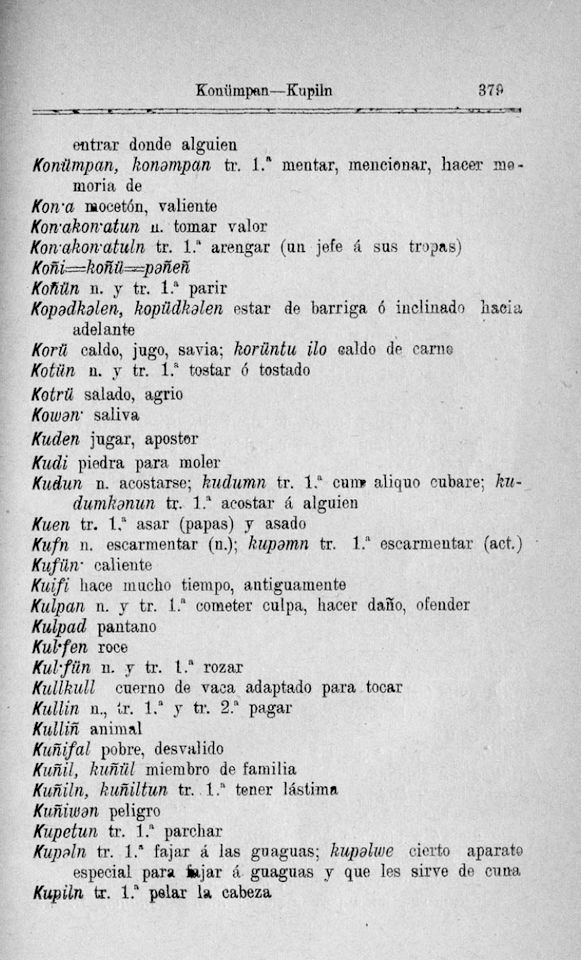 Konümpan—Kupiln 379
entrar donde alguien
Konümpan, konəmpan tr. 1.ª mentar, mencionar, hacer me-
moria de
Kon·a mocetón, valiente
Kon·akon·atun n. tomar valor
Kon·akon·atuln tr. 1.ª arengar (un jefe á sus tropas)
Koñi=koñü=pəñeñ
Koñün n. y tr. 1.ª parir
Kopədkəlen, kopüdkəlen estar de barriga ó inclinado hacia
adelante
Korü caldo, jugo, savia; korüntu ilo caldo de carne
Kotün n. y tr. 1.ª tostar ó tostado
Kotrü salado, agrio
Kowən· saliva
Kuden jugar, apostar
Kudi piedra para moler
Kudun n. acostarse; kudumn tr. 1.ª cum aliquo cubare; ku-
dumkənun tr. 1.ª acostar á alguien
Kuen tr. 1.ª asar (papas) y asado
Kufn n. escarmentar (n.); kupəmn tr. 1.ª escarmentar (act.)
Kufün· caliente
Kuifi hace mucho tiempo, antiguamente
Kulpan n. y tr. 1.ª cometer culpa, hacer daño, ofender
Kulpad pantano
Kul·fen roce
Kul·fün n. y tr. 1.ª rozar
Kullkull cuerno de vaca adaptado para tocar
Kullin n., tr. 1.ª y tr. 2.ª pagar
Kulliñ animal
Kuñifal pobre, desvalido
Kuñil, kuñül miembro de familia
Kuñiln, kuñiltun tr. 1.ª tener lástima
Kuñiwən peligro
Kupetun tr. 1.ª parchar
Kupəln tr. 1.ª fajar á las guaguas; kupəlwe cierto aparato
especial para fajar á guaguas y que les sirve de cuna
Kupiln tr. 1.ª pelar la cabeza